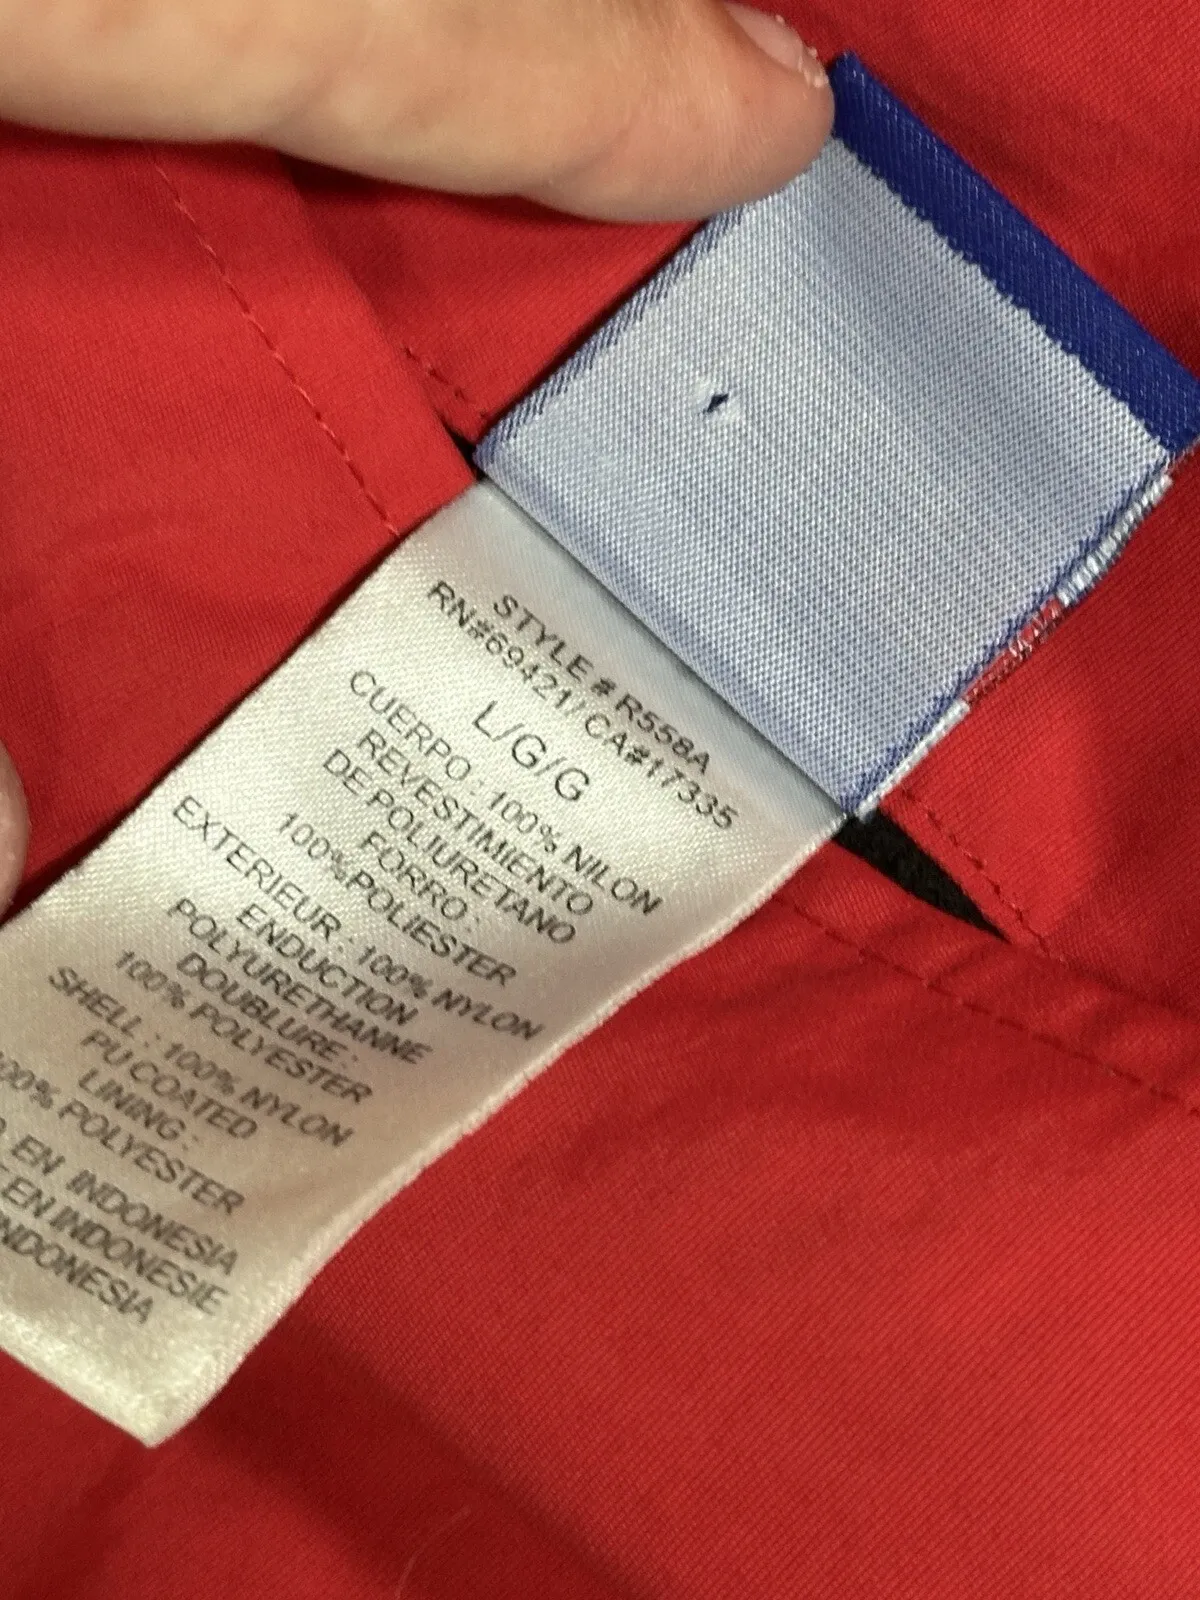 STYLE # R558A
RN#69421/ CA#17335
L/G/G
CUERPO : 100% NILON
REVESTIMIENTO
DE POLIURETANO
FORRO :
100%POLIESTER
EXTERIEUR : 100% NYLON
ENDUCTION
POLYURETHANNE
DOUBLURE :
100% POLYESTER
SHELL : 100% NYLON
PU COATED
LINING :
100% POLYESTER
EN INDONESIA
EN INDONESIE
INDONESIA